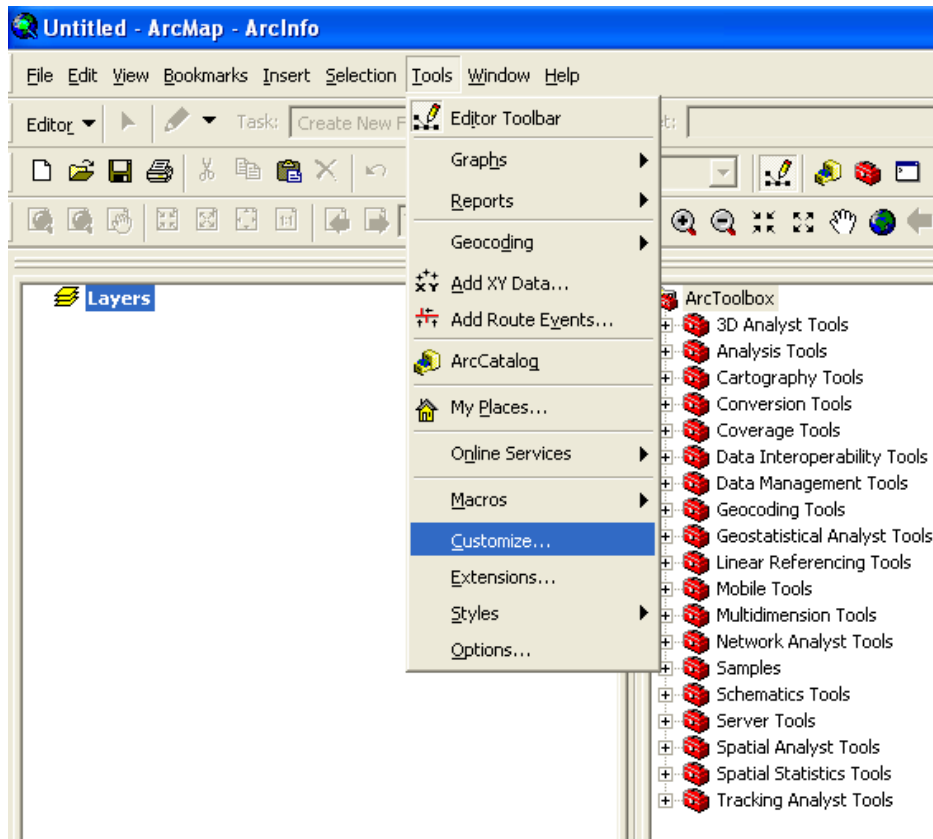 Untitled - ArcMap - ArcInfo
File Edit View Bookmarks Insert Selection Tools Window Help
Editor Task: Create New F et:
Editor Toolbar
Graphs
Reports
Geocoding
Add XY Data...
Add Route Events...
ArcCatalog
My Places...
Online Services
Macros
Customize...
Extensions...
Styles
Options...
1:1
Layers
ArcToolbox
3D Analyst Tools
Analysis Tools
Cartography Tools
Conversion Tools
Coverage Tools
Data Interoperability Tools
Data Management Tools
Geocoding Tools
Geostatistical Analyst Tools
Linear Referencing Tools
Mobile Tools
Multidimension Tools
Network Analyst Tools
Samples
Schematics Tools
Server Tools
Spatial Analyst Tools
Spatial Statistics Tools
Tracking Analyst Tools